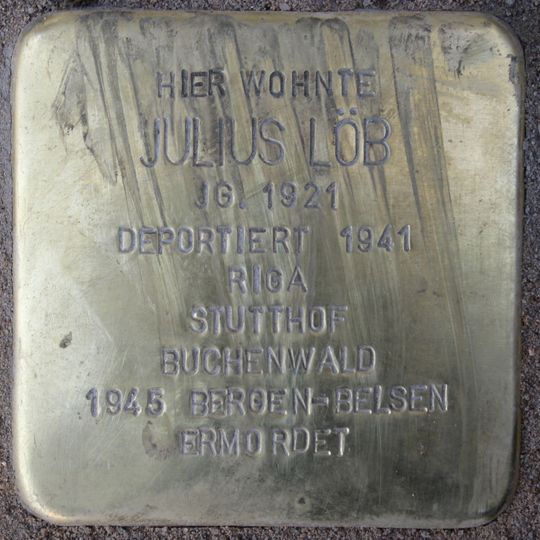 HIER WOHNTE
JULIUS LÖB
JG. 1921
DEPORTIERT 1941
RIGA
STUTTHOF
BUCHENWALD
1945 BERGEN-BELSEN
ERMORDET